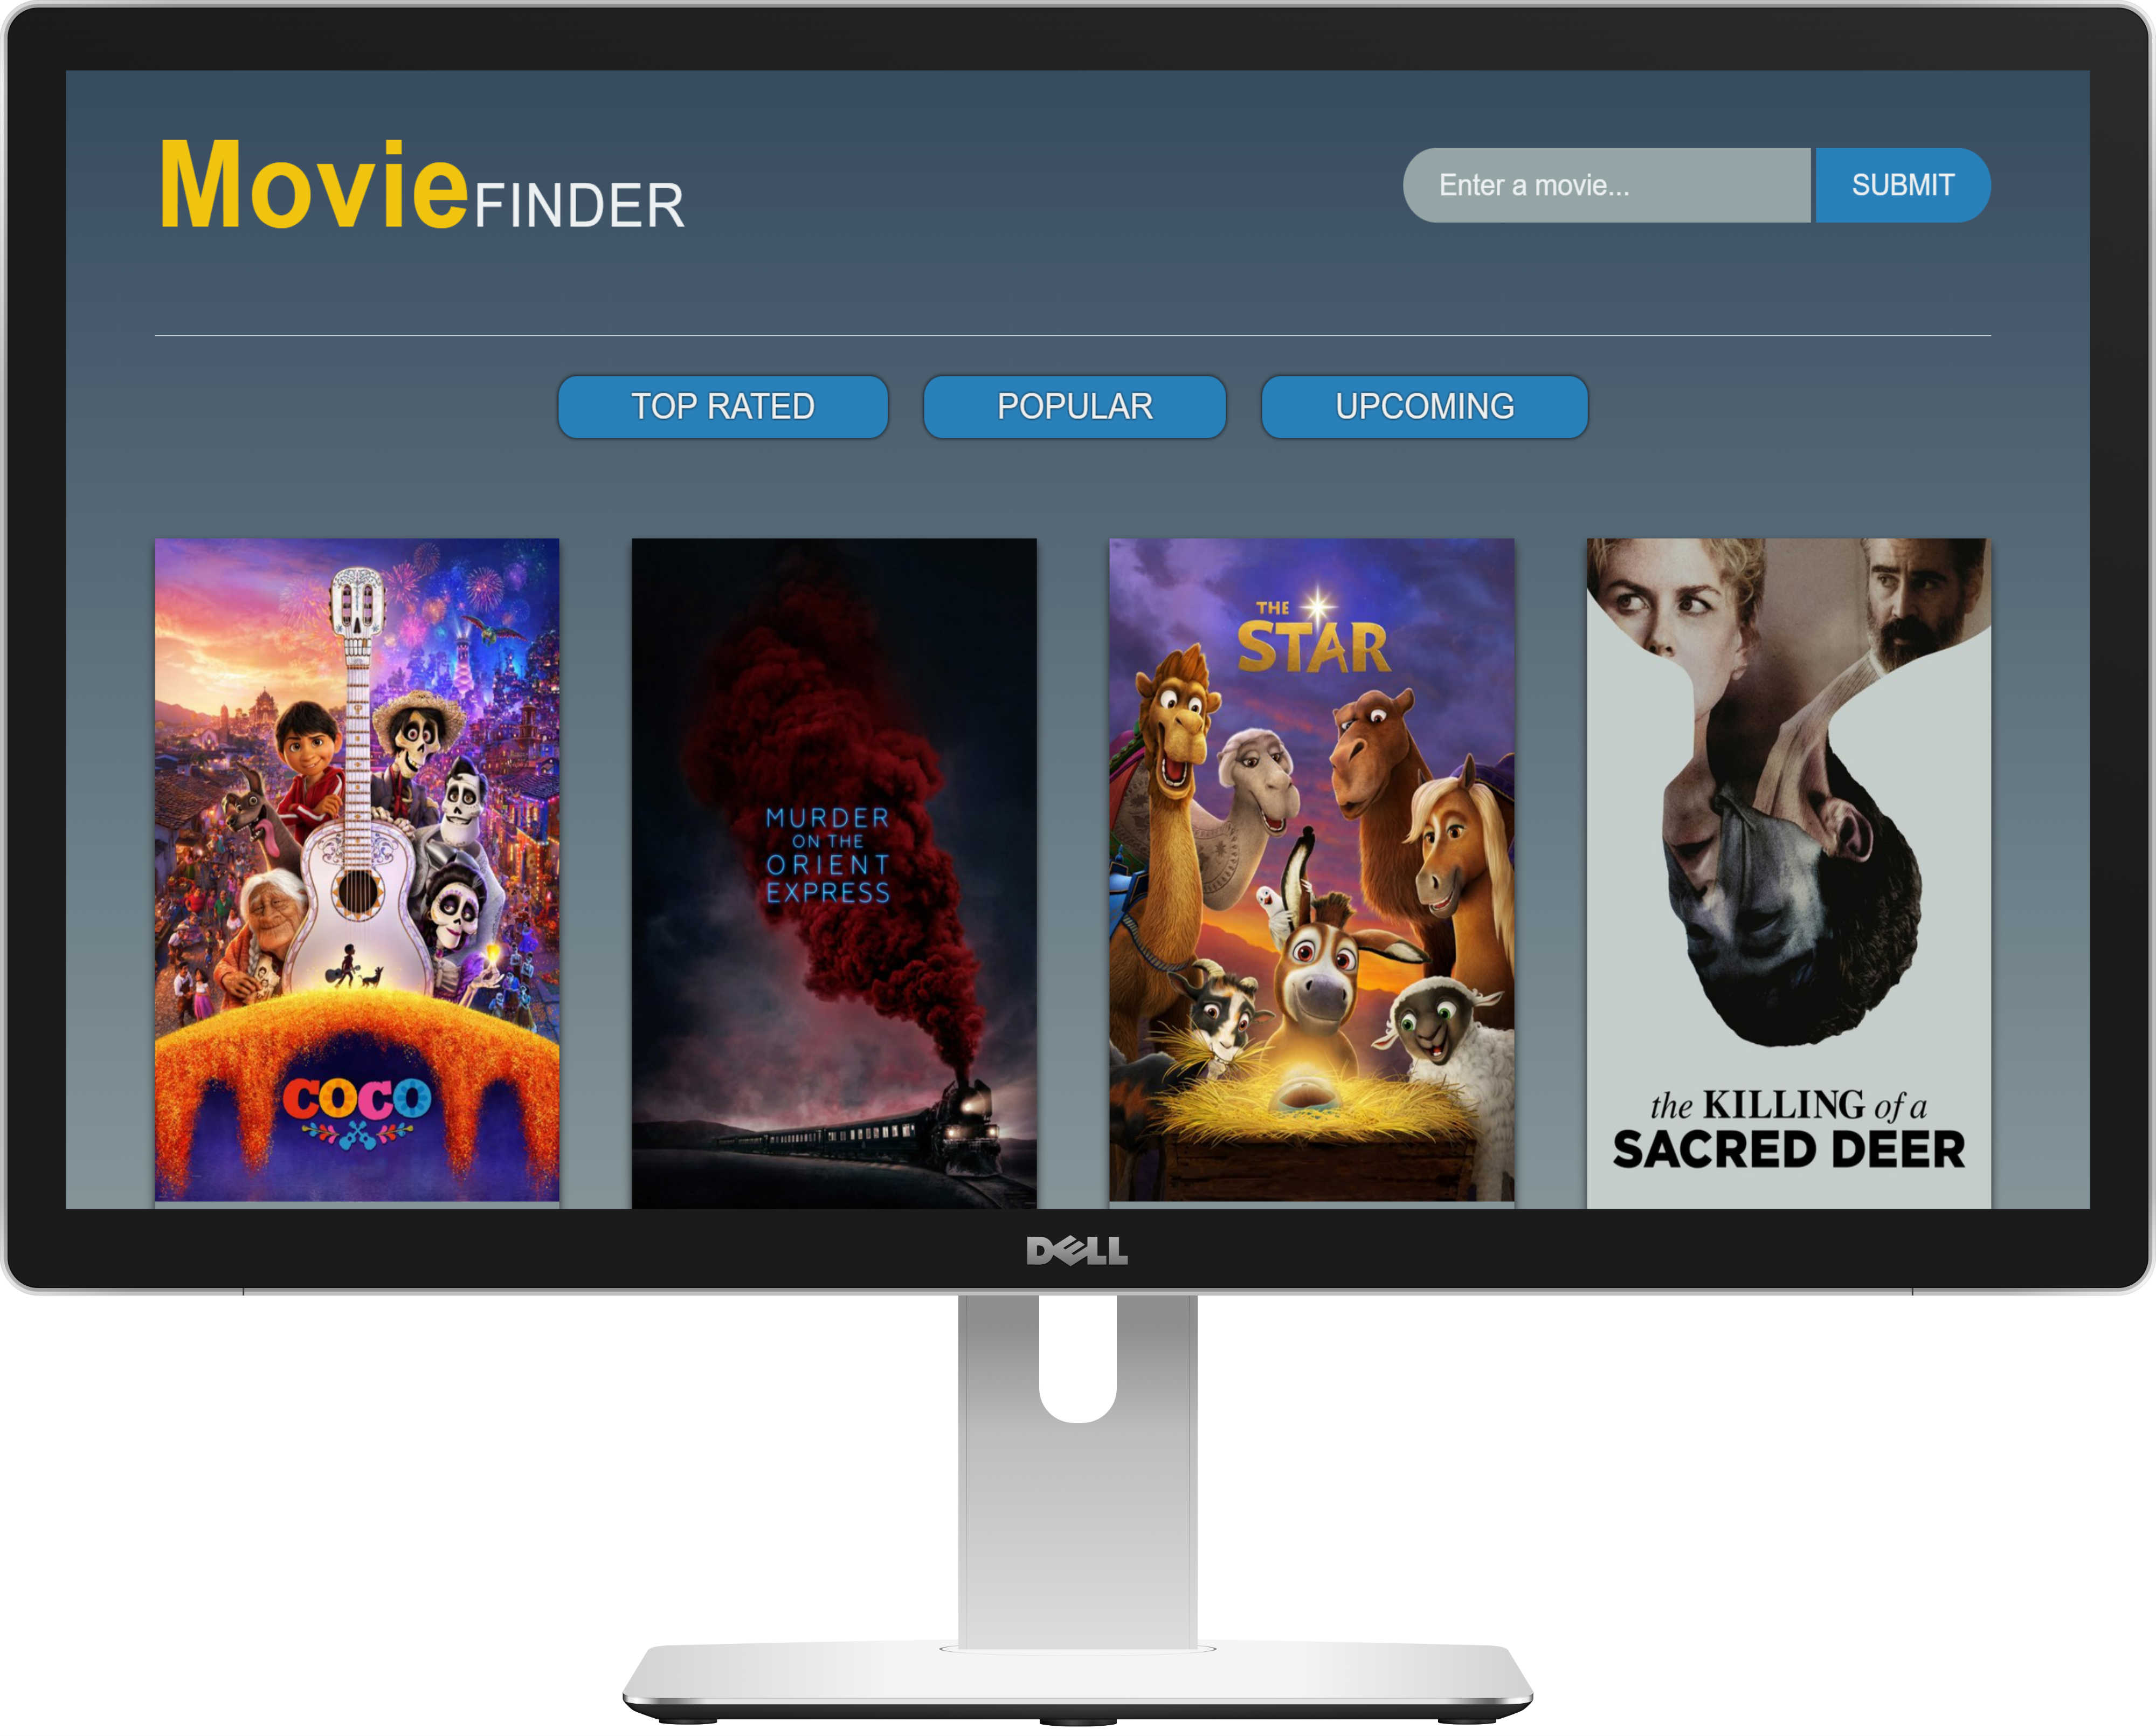 MovieFINDER
Enter a movie...
SUBMIT
TOP RATED
POPULAR
UPCOMING
COCO
MURDER
ON THE
ORIENT
EXPRESS
THE
STAR
the KILLING of a
SACRED DEER
DELL